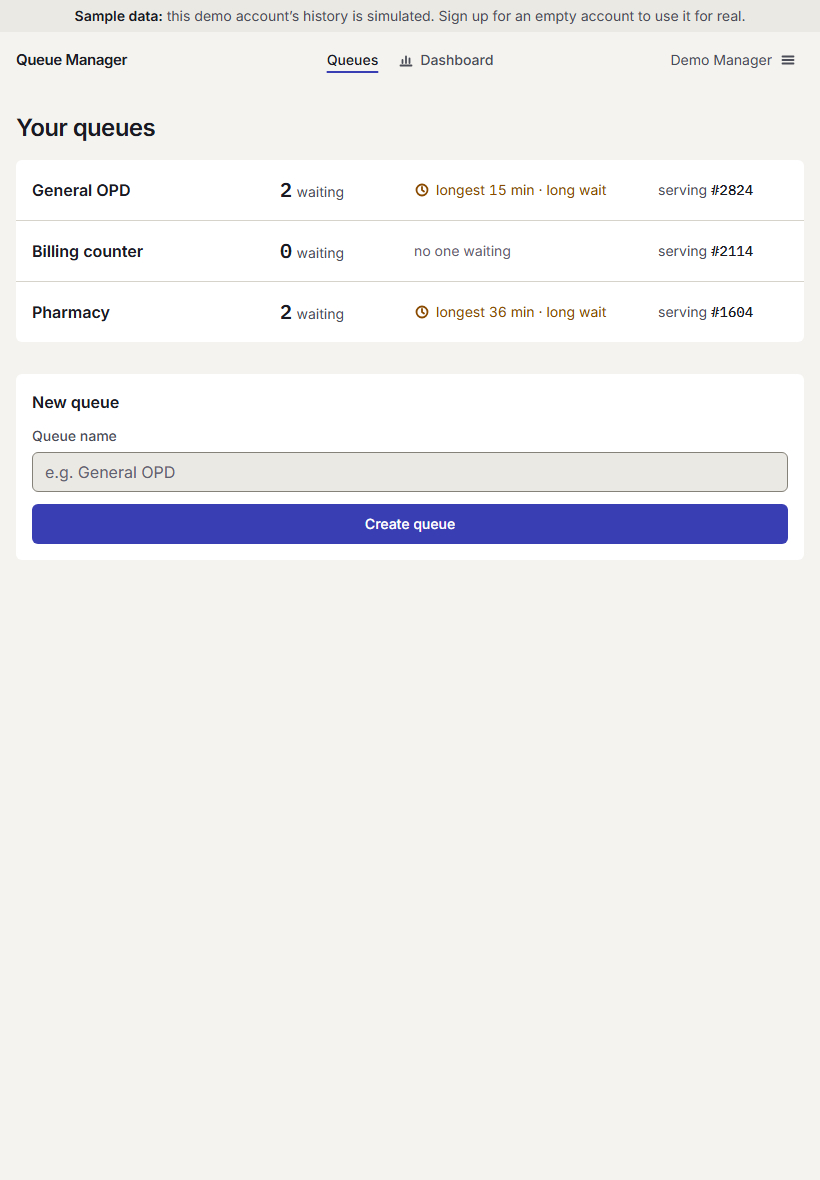 Sample data: this demo account’s history is simulated. Sign up for an empty account to use it for real.
Queue Manager
Queues
Dashboard
Demo Manager
Your queues
General OPD 2 waiting longest 15 min · long wait serving #2824
Billing counter 0 waiting no one waiting serving #2114
Pharmacy 2 waiting longest 36 min · long wait serving #1604
New queue
Queue name
e.g. General OPD
Create queue